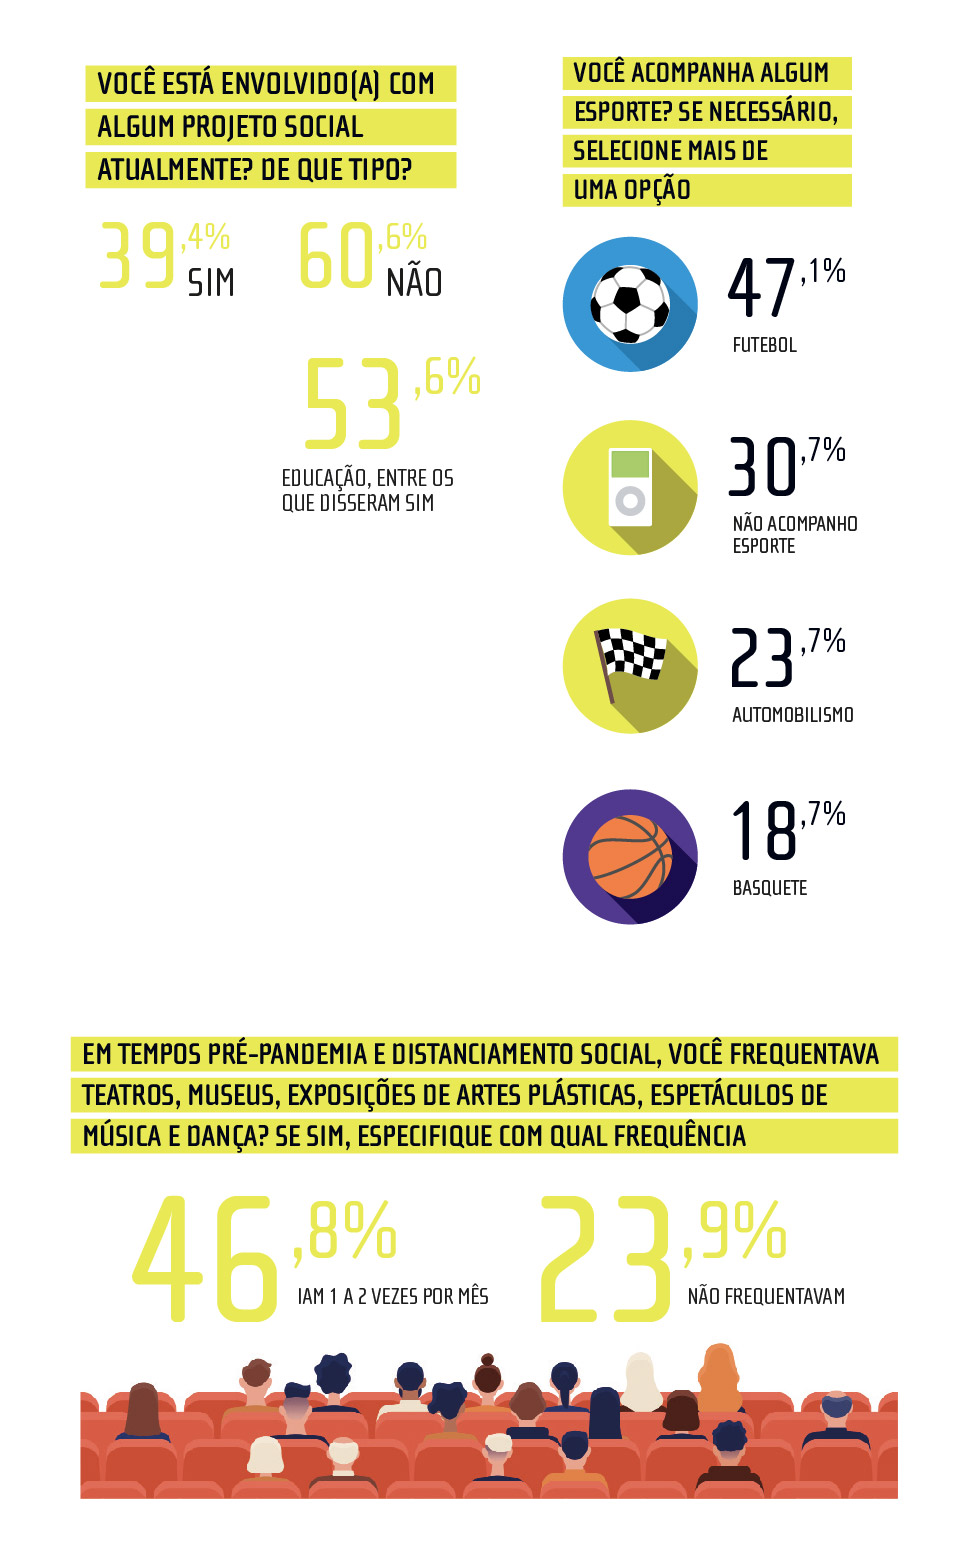 VOCÊ ESTÁ ENVOLVIDO(A) COM
ALGUM PROJETO SOCIAL
ATUALMENTE? DE QUE TIPO?
39,4%
SIM
60,6%
NÃO
53,6%
EDUCAÇÃO, ENTRE OS
QUE DISSERAM SIM
VOCÊ ACOMPANHA ALGUM
ESPORTE? SE NECESSÁRIO,
SELECIONE MAIS DE
UMA OPÇÃO
47,1%
FUTEBOL
30,7%
NÃO ACOMPANHO
ESPORTE
23,7%
AUTOMOBILISMO
18,7%
BASQUETE
EM TEMPOS PRÉ-PANDEMIA E DISTANCIAMENTO SOCIAL, VOCÊ FREQUENTAVA
TEATROS, MUSEUS, EXPOSIÇÕES DE ARTES PLÁSTICAS, ESPETÁCULOS DE
MÚSICA E DANÇA? SE SIM, ESPECIFIQUE COM QUAL FREQUÊNCIA
46,8%
IAM 1 A 2 VEZES POR MÊS
23,9%
NÃO FREQUENTAVAM